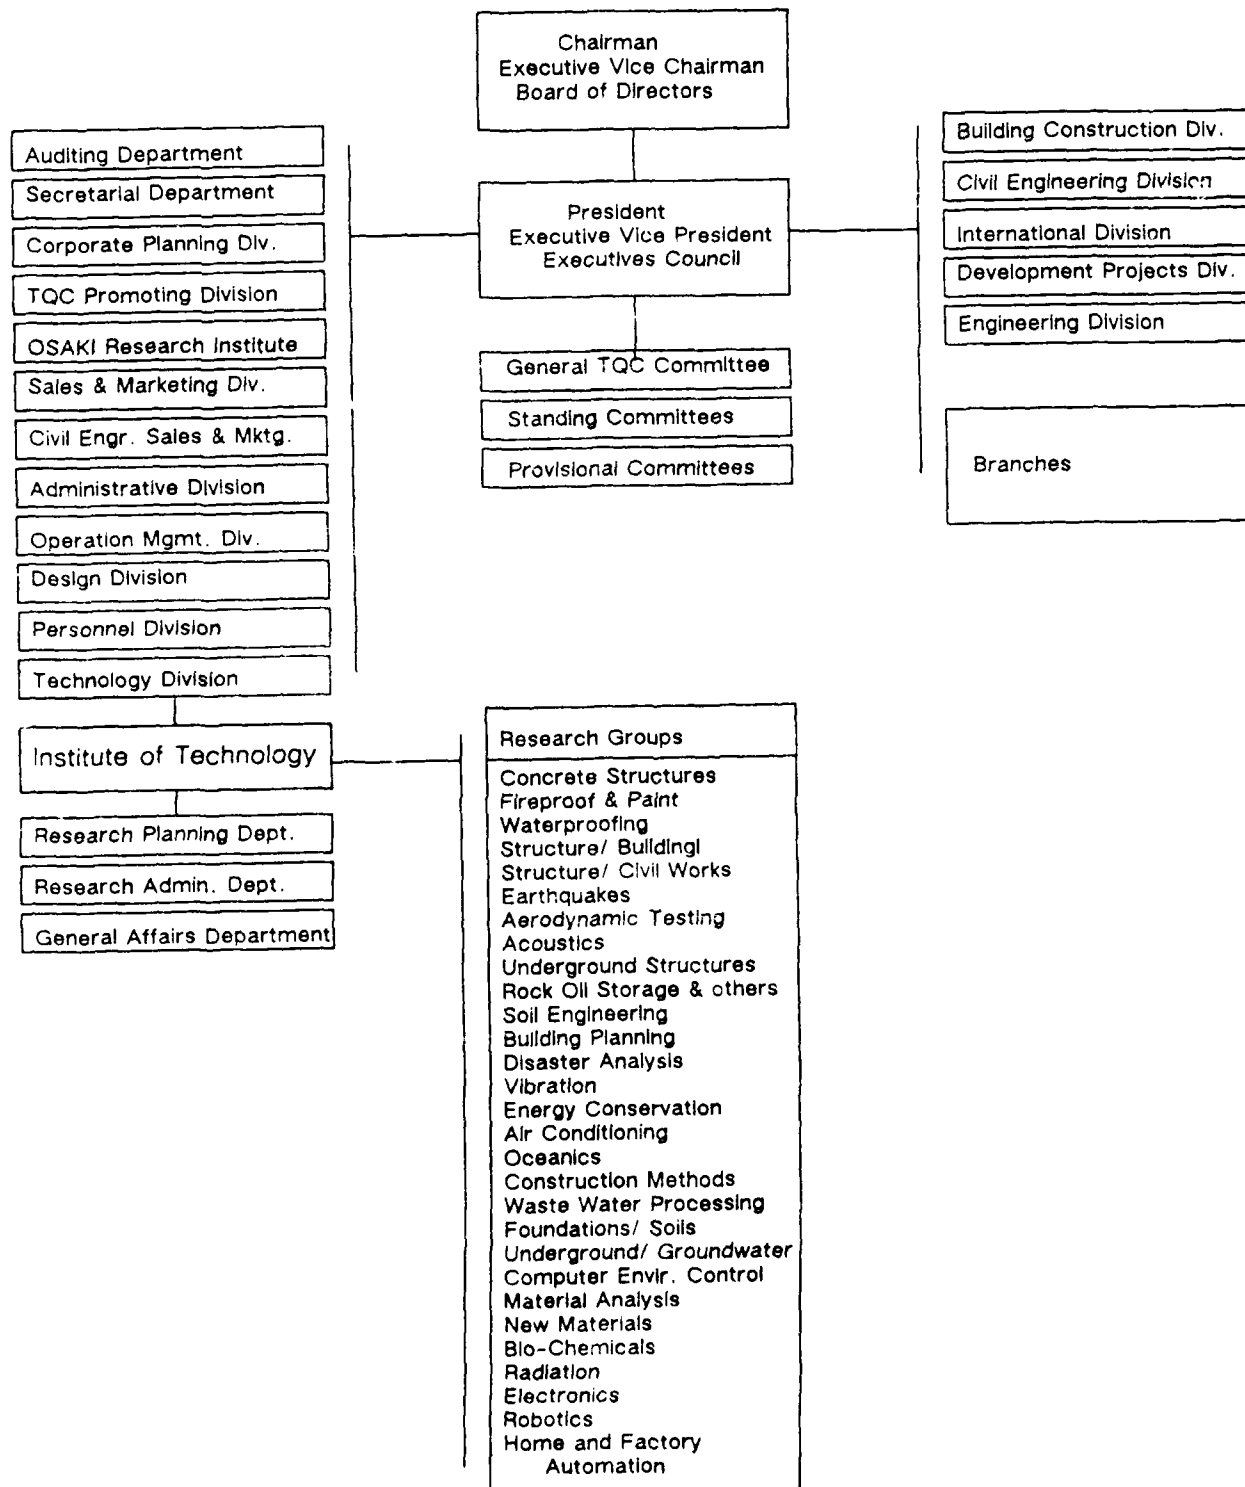 Chairman
Executive Vice Chairman
Board of Directors
President
Executive Vice President
Executives Council
General TQC Committee
Standing Committees
Provisional Committees
Auditing Department
Secretarial Department
Corporate Planning Div.
TQC Promoting Division
OSAKI Research Institute
Sales & Marketing Div.
Civil Engr. Sales & Mktg.
Administrative Division
Operation Mgmt. Div.
Design Division
Personnel Division
Technology Division
Institute of Technology
Research Planning Dept.
Research Admin. Dept.
General Affairs Department
Building Construction Div.
Civil Engineering Division
International Division
Development Projects Div.
Engineering Division
Branches
Research Groups
Concrete Structures
Fireproof & Paint
Waterproofing
Structure/ Buildingl
Structure/ Civil Works
Earthquakes
Aerodynamic Testing
Acoustics
Underground Structures
Rock Oil Storage & others
Soil Engineering
Building Planning
Disaster Analysis
Vibration
Energy Conservation
Air Conditioning
Oceanics
Construction Methods
Waste Water Processing
Foundations/ Soils
Underground/ Groundwater
Computer Envir. Control
Material Analysis
New Materials
Bio-Chemicals
Radiation
Electronics
Robotics
Home and Factory
Automation